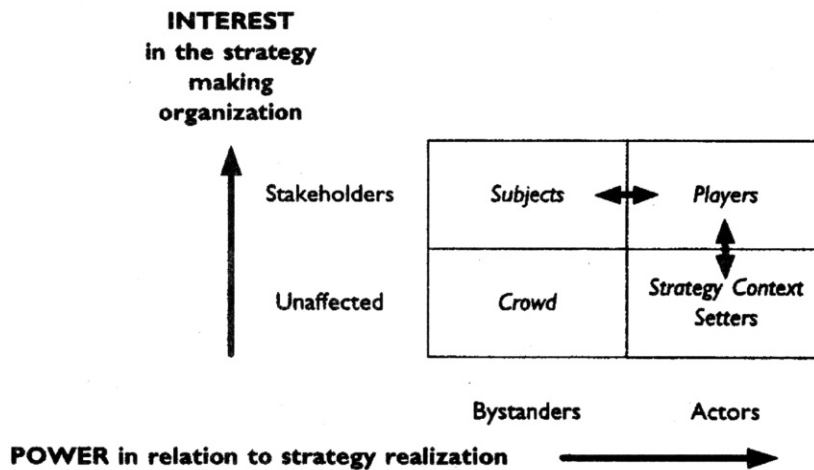 INTEREST
in the strategy
making
organization
Stakeholders
Subjects
Players
Unaffected
Crowd
Strategy Context
Setters
Bystanders
Actors
POWER in relation to strategy realization